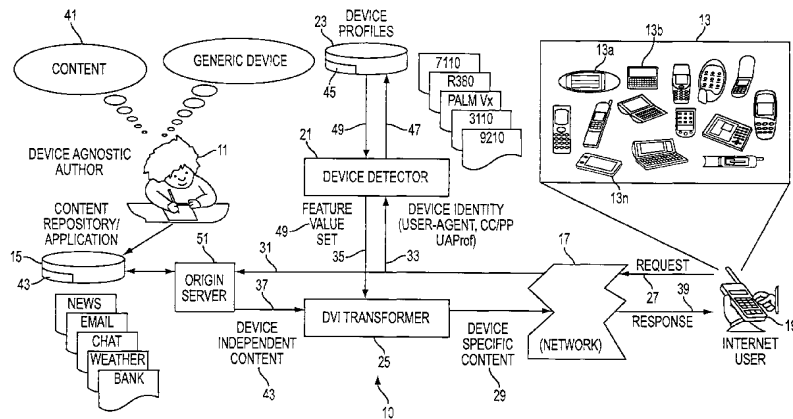 41
CONTENT
GENERIC DEVICE
DEVICE AGNOSTIC
AUTHOR
11
CONTENT
REPOSITORY/
APPLICATION
15
43
NEWS
EMAIL
CHAT
WEATHER
BANK
51
ORIGIN
SERVER
31
37
DEVICE
INDEPENDENT
CONTENT
43
23
DEVICE
PROFILES
45
49
47
7110
R380
PALM Vx
3110
9210
21
DEVICE DETECTOR
FEATURE
VALUE
SET
49
35
33
DEVICE IDENTITY
(USER-AGENT, CC/PP
UAProf)
DVI TRANSFORMER
25
10
DEVICE
SPECIFIC
CONTENT
29
17
(NETWORK)
REQUEST
27
39
RESPONSE
19
INTERNET
USER
13
13a
13b
13n